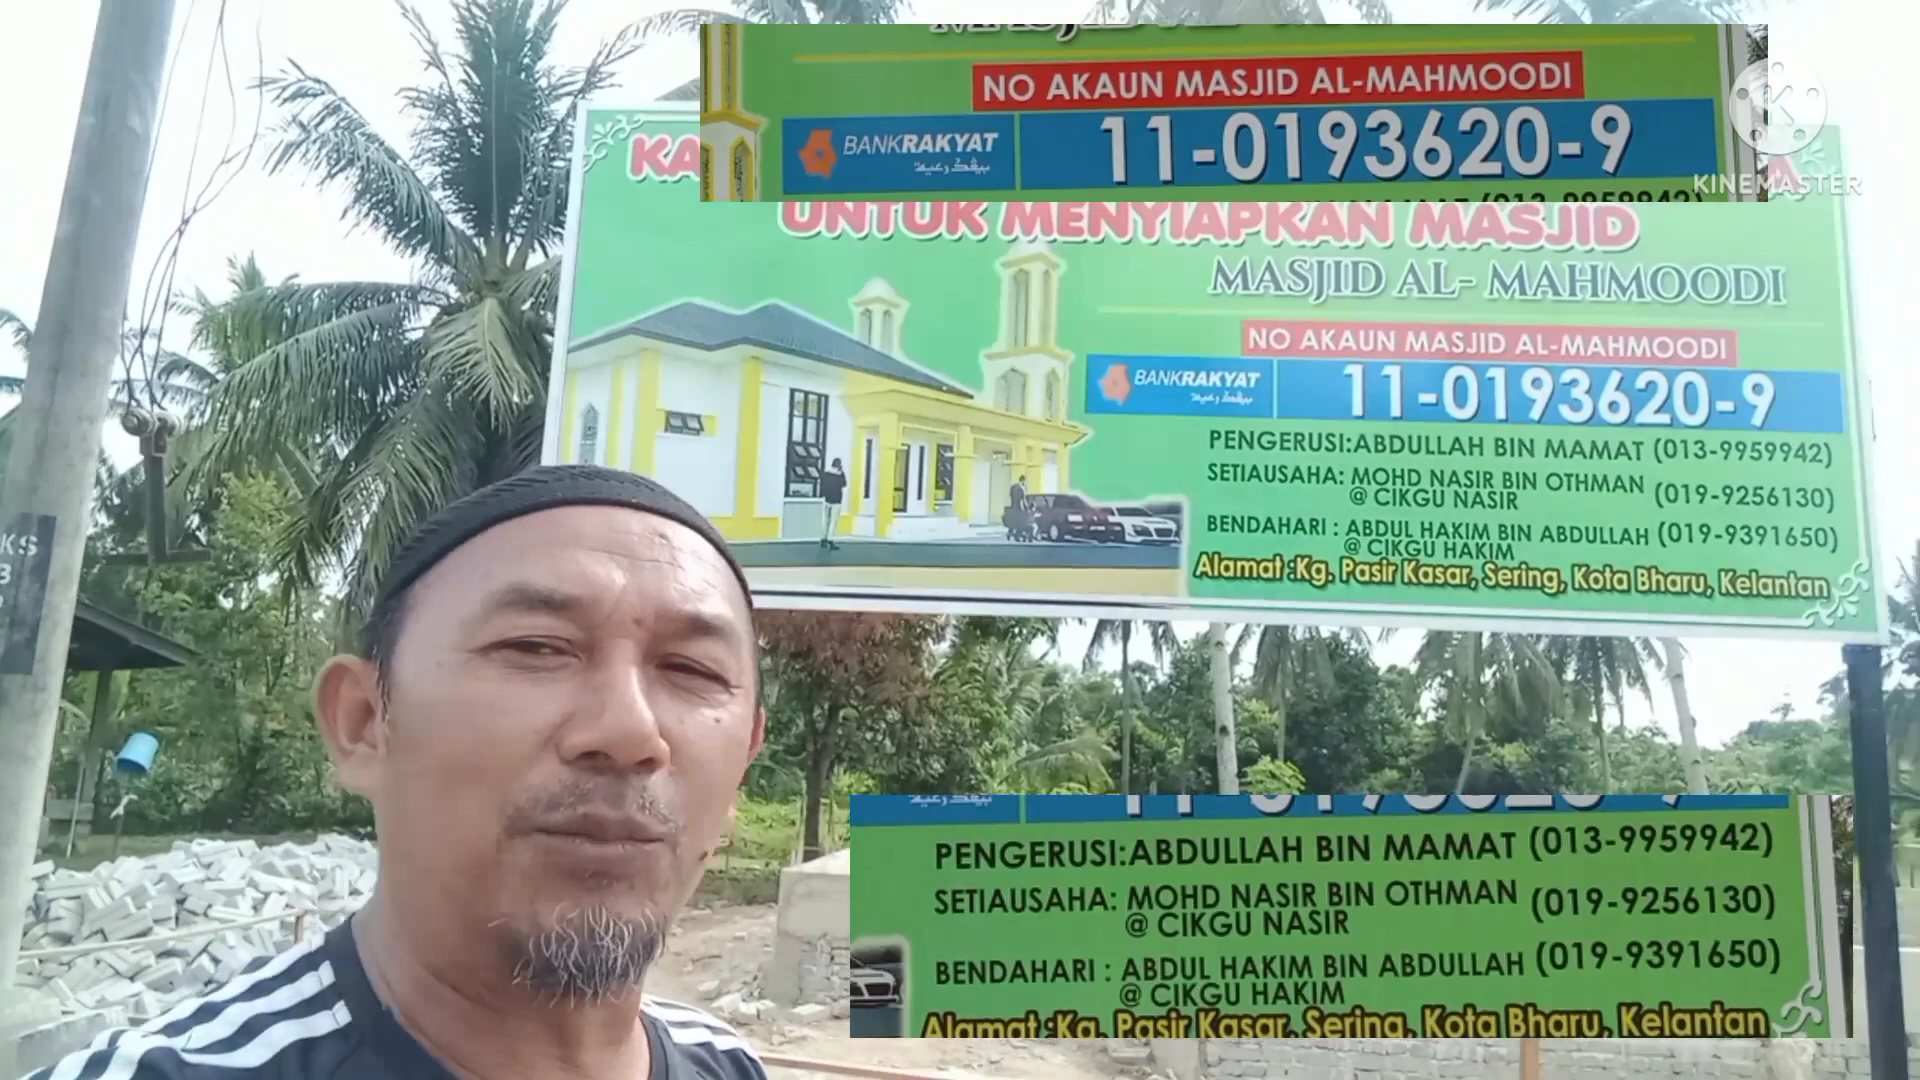 NO AKAUN MASJID AL-MAHMOODI
BANKRAKYAT
11-0193620-9
بيڠك رعية
KINEMASTER
UNTUK MENYIAPKAN MASJID
MASJID AL- MAHMOODI
NO AKAUN MASJID AL-MAHMOODI
BANKRAKYAT
11-0193620-9
بيڠك رعية
PENGERUSI:ABDULLAH BIN MAMAT (013-9959942)
SETIAUSAHA: MOHD NASIR BIN OTHMAN (019-9256130)
@ CIKGU NASIR
BENDAHARI : ABDUL HAKIM BIN ABDULLAH (019-9391650)
@ CIKGU HAKIM
Alamat :Kg. Pasir Kasar, Sering, Kota Bharu, Kelantan
PENGERUSI:ABDULLAH BIN MAMAT (013-9959942)
SETIAUSAHA: MOHD NASIR BIN OTHMAN (019-9256130)
@ CIKGU NASIR
BENDAHARI : ABDUL HAKIM BIN ABDULLAH (019-9391650)
@ CIKGU HAKIM
Alamat :Kg. Pasir Kasar, Sering, Kota Bharu, Kelantan